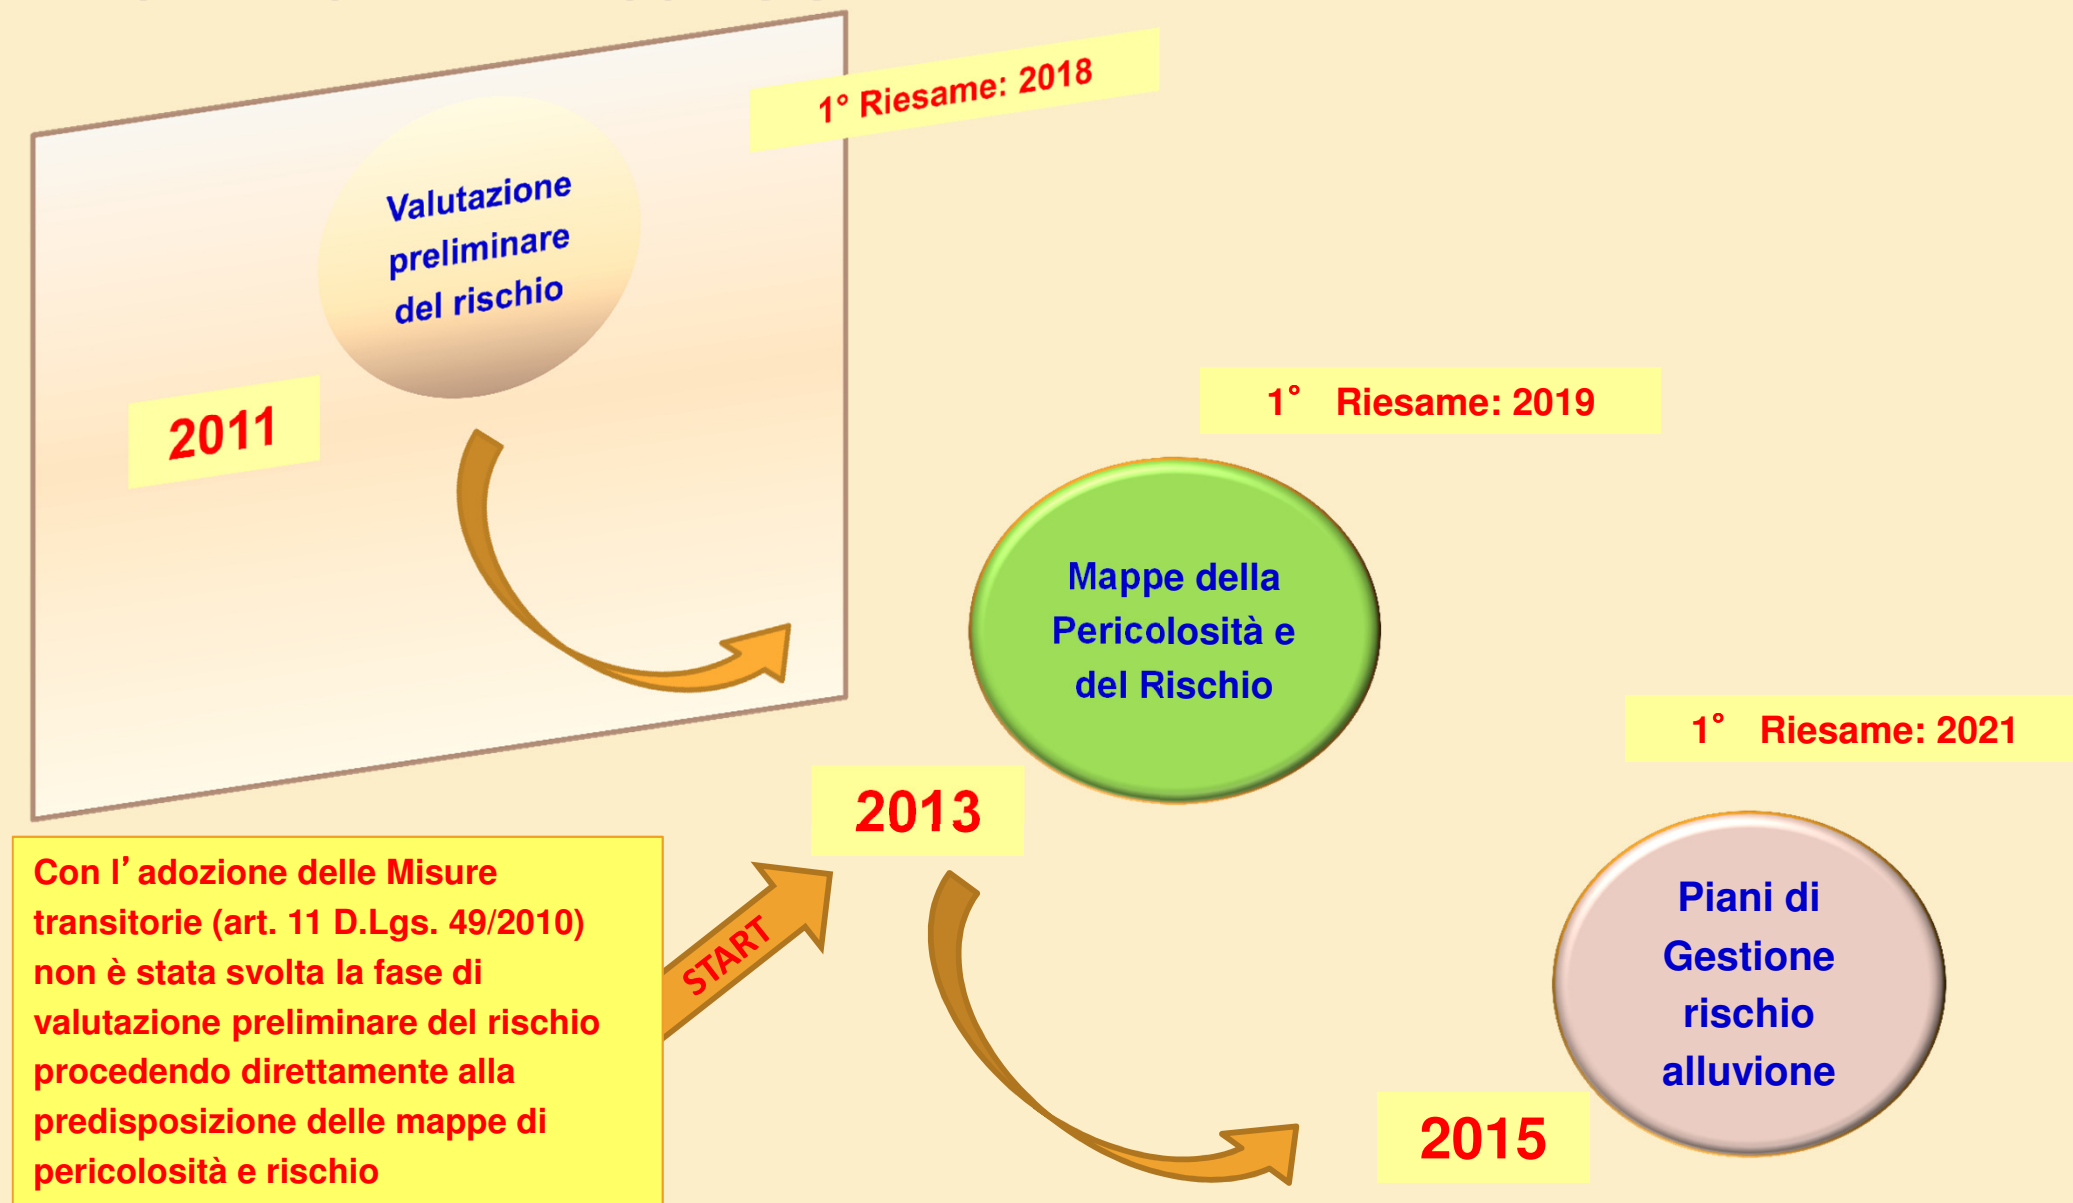 1° Riesame: 2018
Valutazione
preliminare
del rischio
2011
1° Riesame: 2019
Mappe della
Pericolosità e
del Rischio
2013
1° Riesame: 2021
Piani di
Gestione
rischio
alluvione
2015
START
Con l’adozione delle Misure
transitorie (art. 11 D.Lgs. 49/2010)
non è stata svolta la fase di
valutazione preliminare del rischio
procedendo direttamente alla
predisposizione delle mappe di
pericolosità e rischio